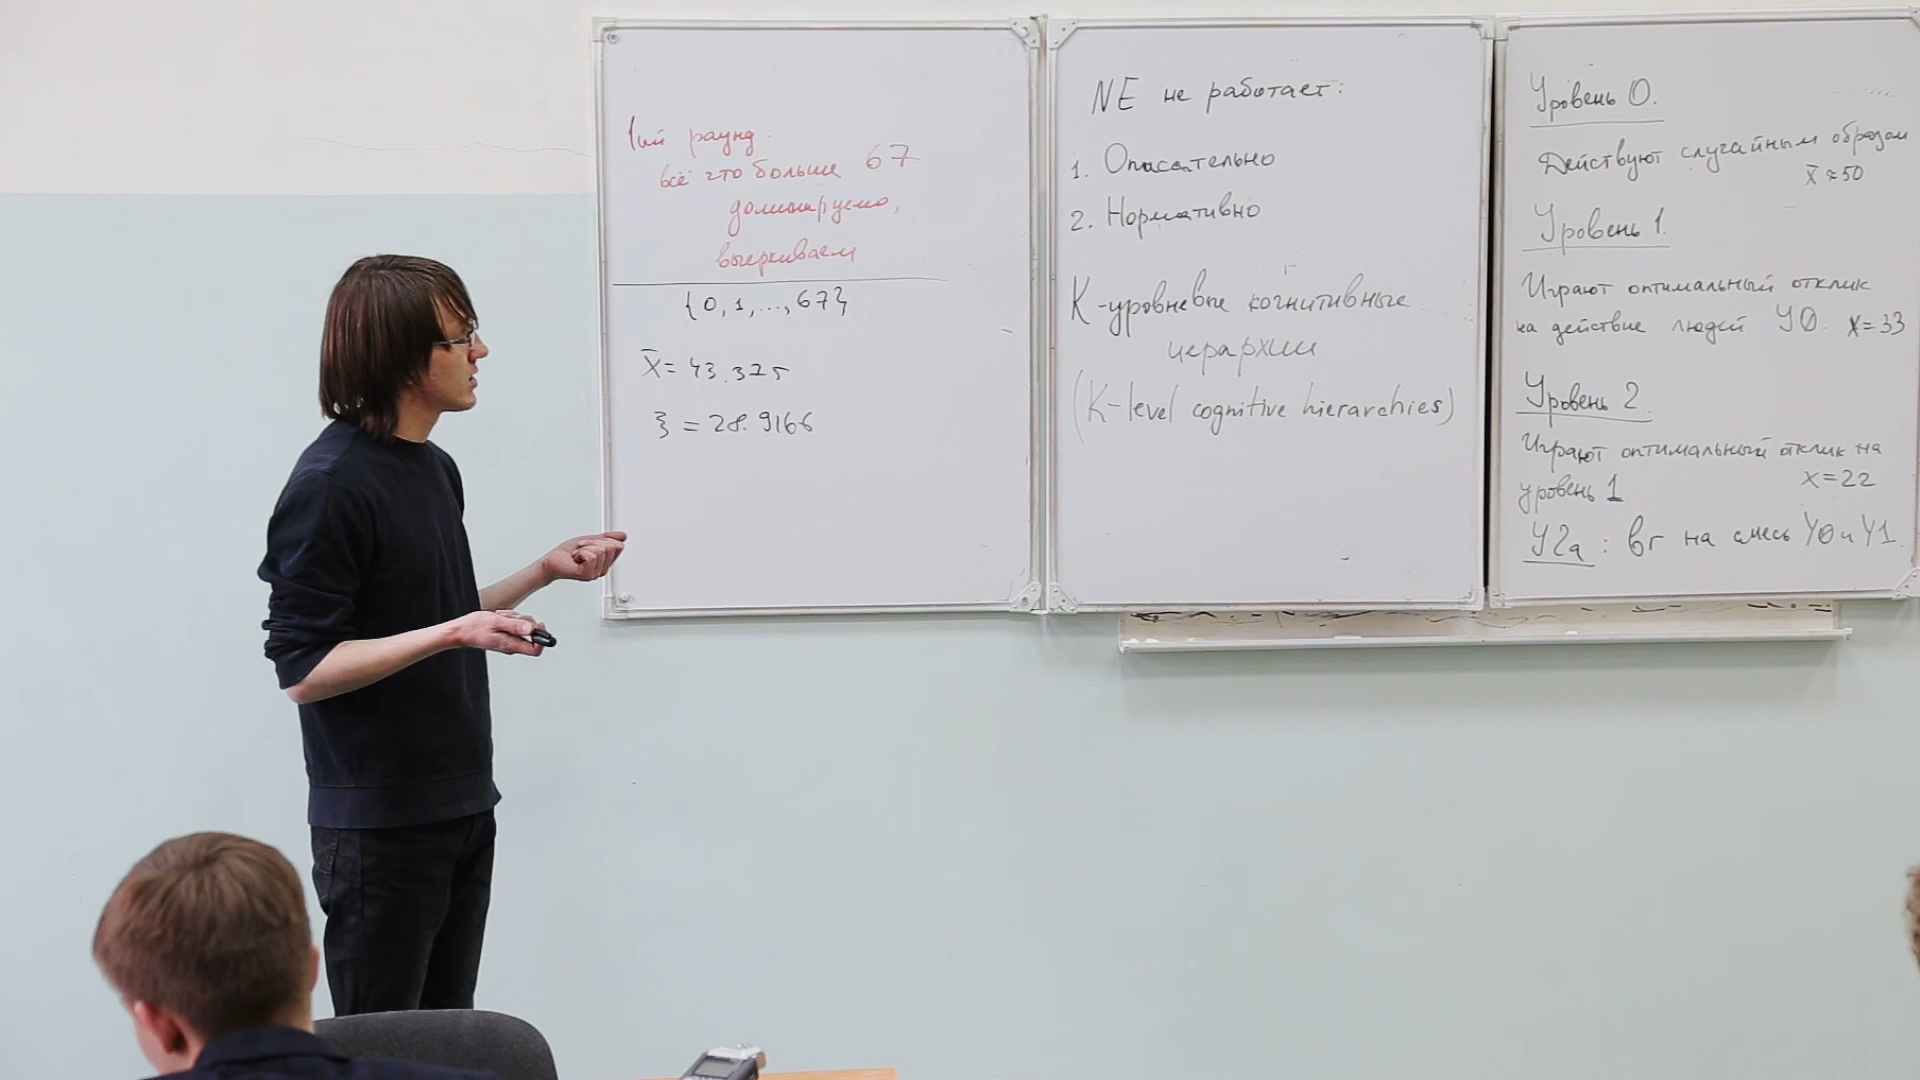 1ый раунд:
всё что больше 67
доминируемо,
вычеркиваем
{0, 1, ..., 67}
x̄ = 43.375
ξ = 28.9166
NE не работает:
1. Описательно
2. Нормативно
K-уровневые когнитивные
иерархии
(K-level cognitive hierarchies)
Уровень 0.
Действуют случайным образом
x̄ ≈ 50
Уровень 1.
Играют оптимальный отклик
на действие людей У0. x=33
Уровень 2.
Играют оптимальный отклик на
уровень 1 x=22
У2а : br на смесь У0 и У1.